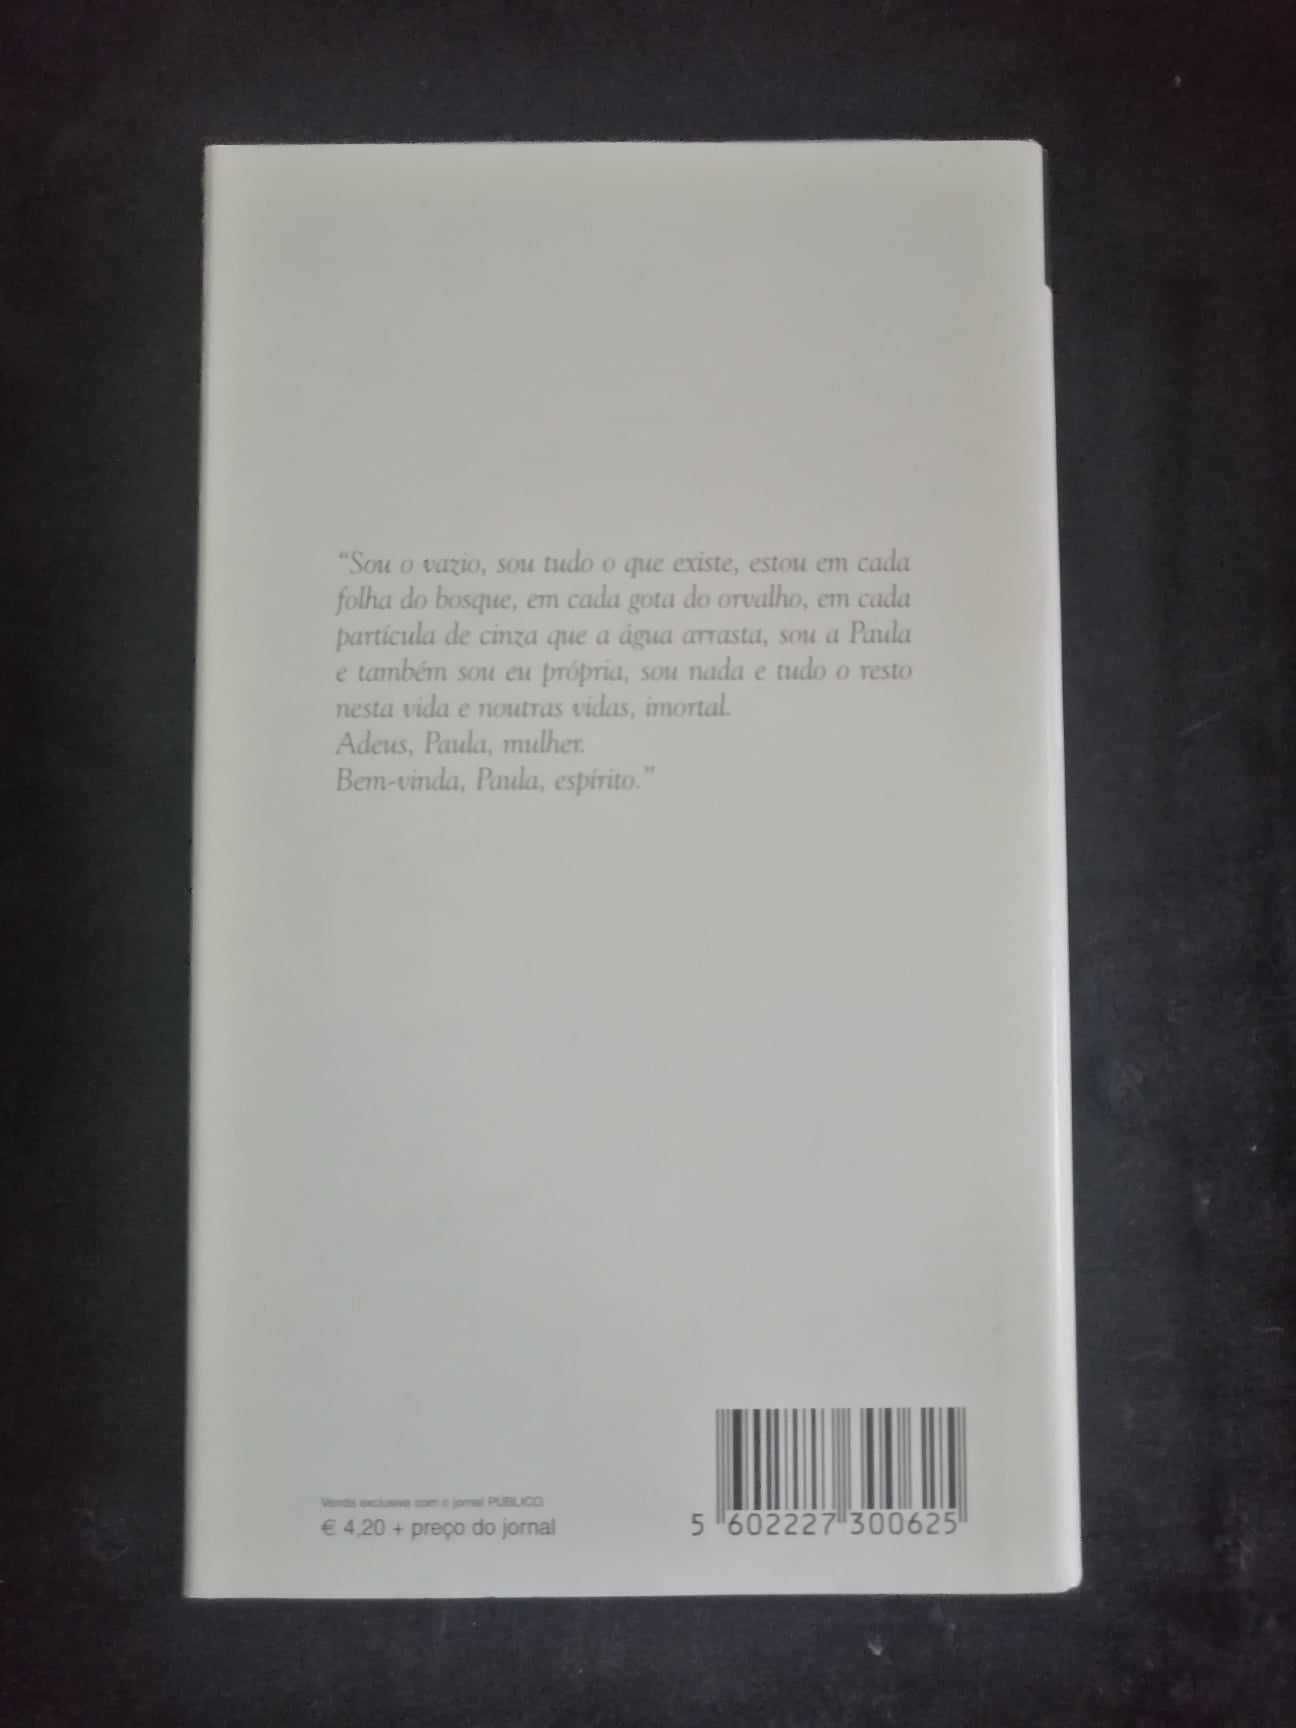 “Sou o vazio, sou tudo o que existe, estou em cada
folha do bosque, em cada gota do orvalho, em cada
partícula de cinza que a água arrasta, sou a Paula
e também sou eu própria, sou nada e tudo o resto
nesta vida e noutras vidas, imortal.
Adeus, Paula, mulher.
Bem-vinda, Paula, espírito.”
Venda exclusiva com o jornal PÚBLICO
€ 4,20 + preço do jornal
5 602227 300625